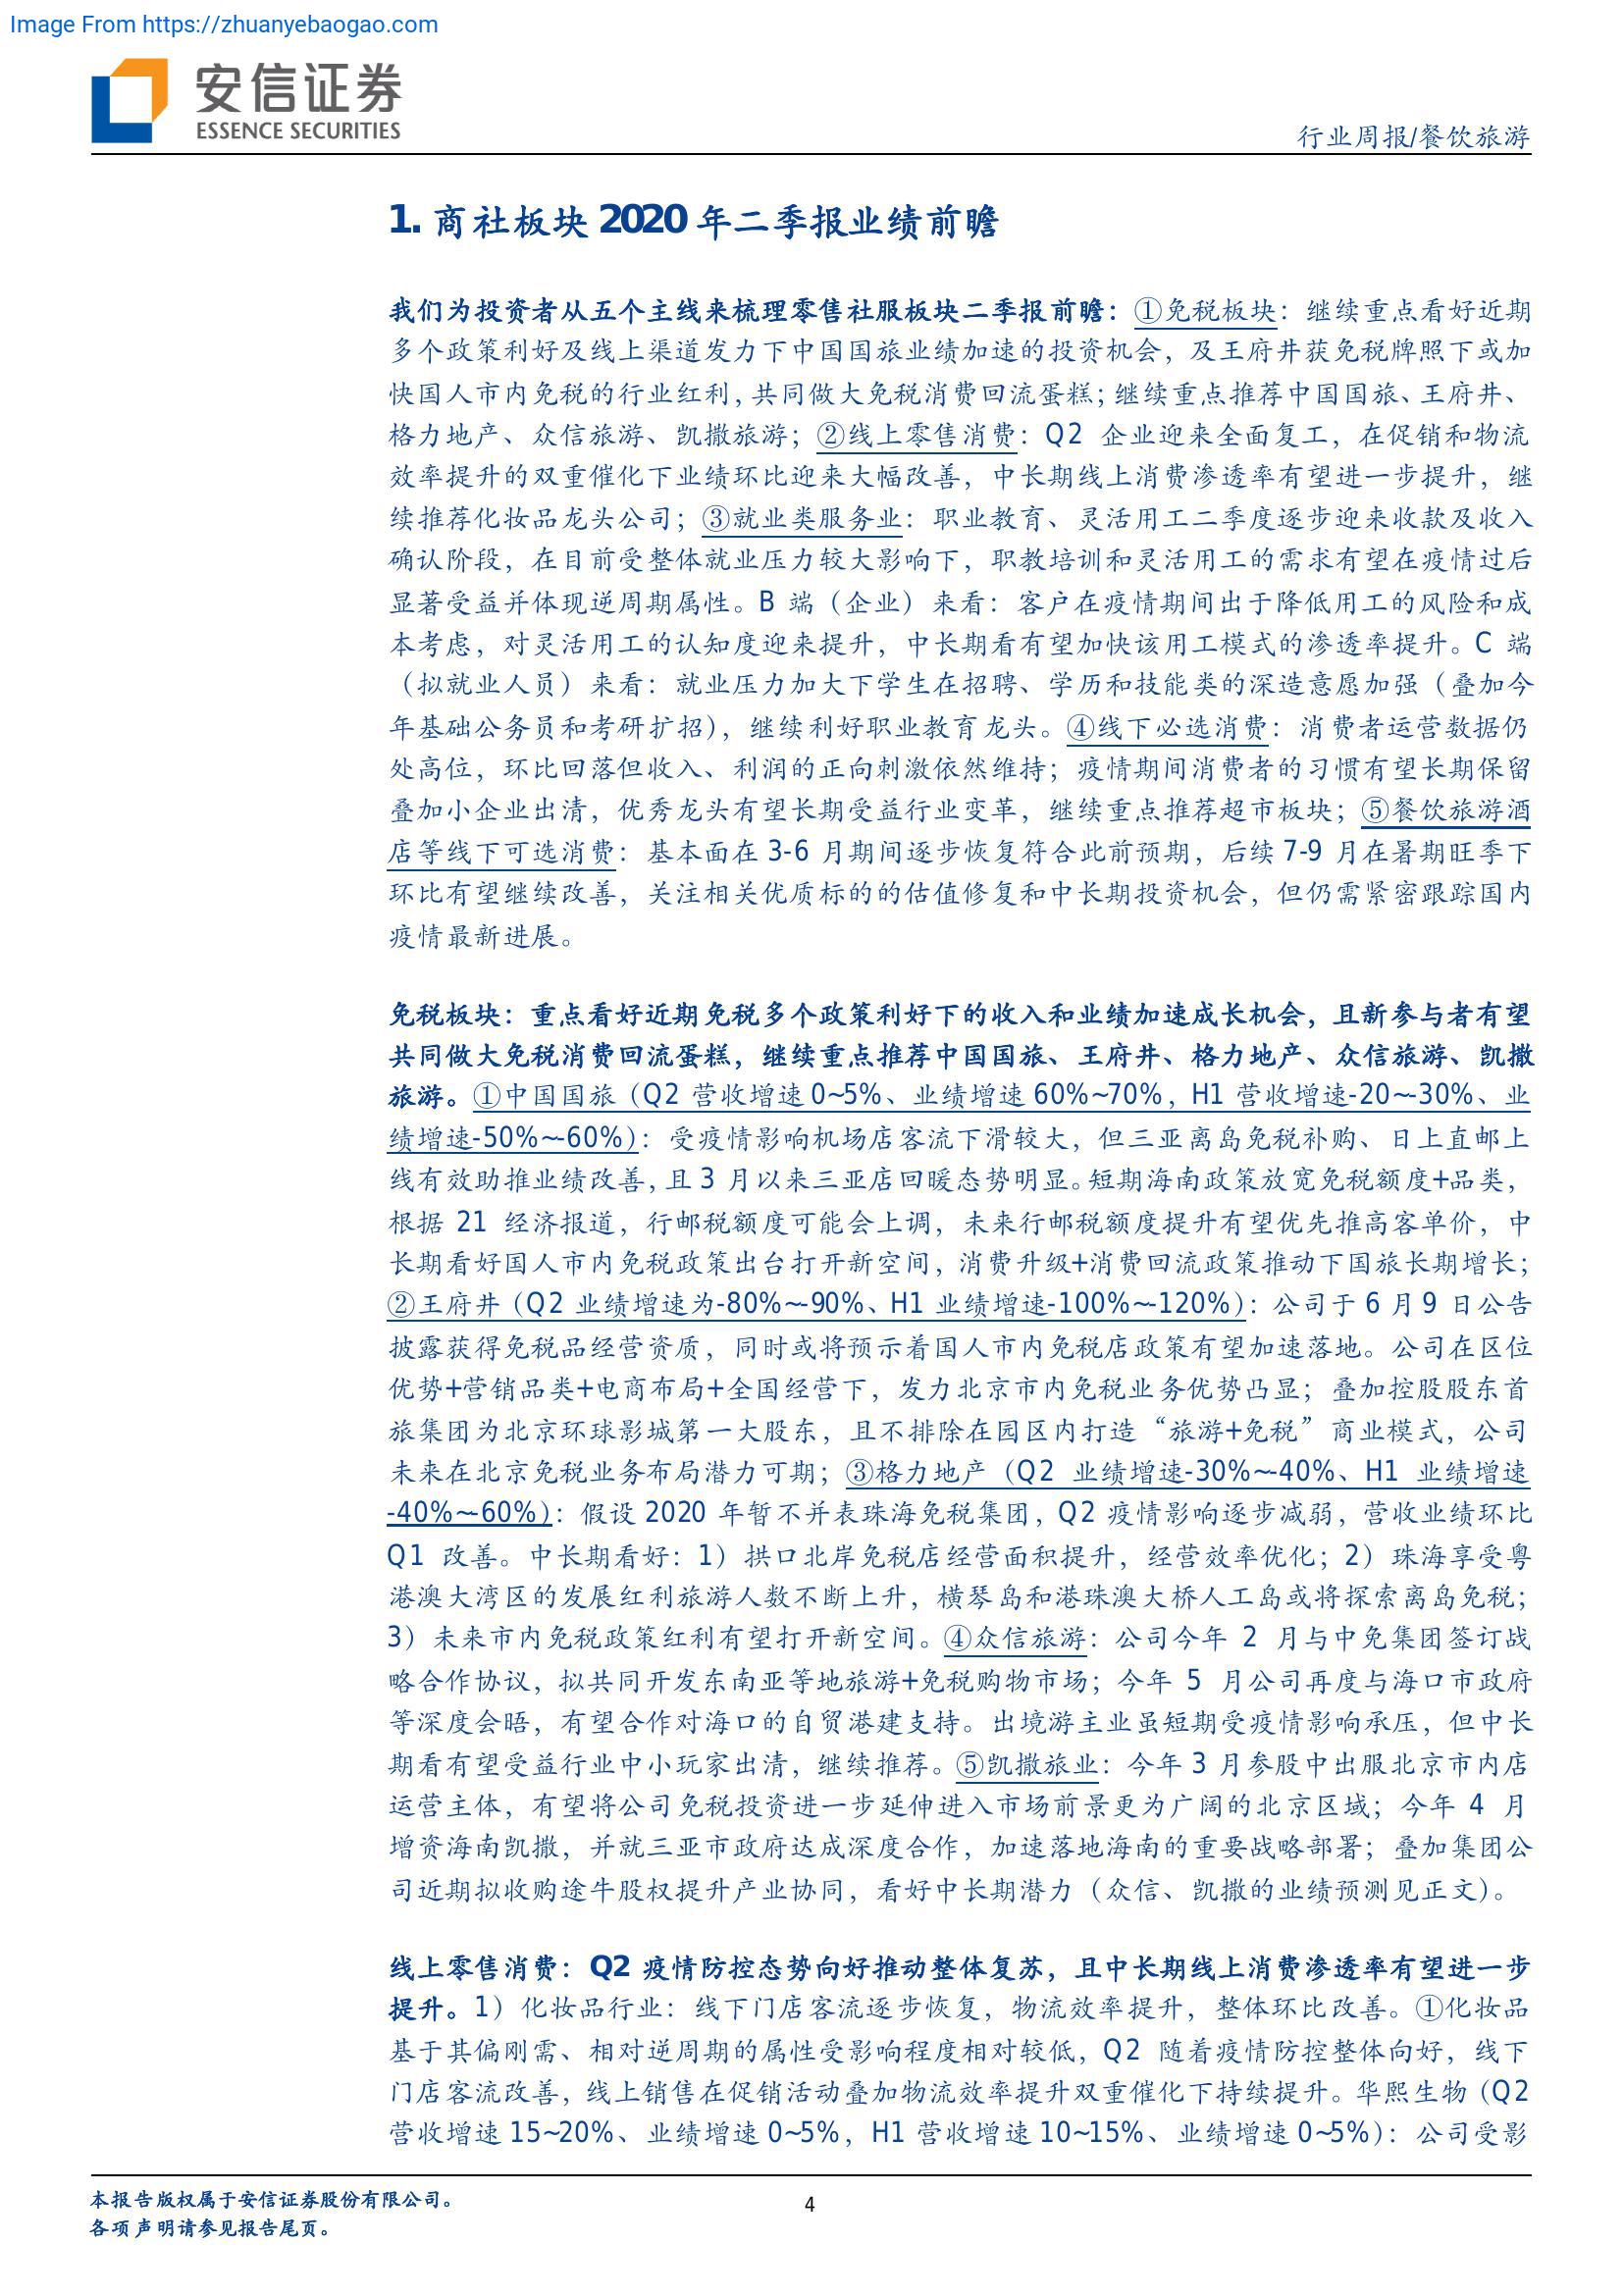 Image From https://zhuanyebaogao.com
安信证券
ESSENCE SECURITIES
行业周报/餐饮旅游
1. 商社板块 2020 年二季报业绩前瞻
我们为投资者从五个主线来梳理零售社服板块二季报前瞻：①免税板块：继续重点看好近期
多个政策利好及线上渠道发力下中国国旅业绩加速的投资机会，及王府井获免税牌照下或加
快国人市内免税的行业红利，共同做大免税消费回流蛋糕；继续重点推荐中国国旅、王府井、
格力地产、众信旅游、凯撒旅游；②线上零售消费：Q2 企业迎来全面复工，在促销和物流
效率提升的双重催化下业绩环比迎来大幅改善，中长期线上消费渗透率有望进一步提升，继
续推荐化妆品龙头公司；③就业类服务业：职业教育、灵活用工二季度逐步迎来收款及收入
确认阶段，在目前受整体就业压力较大影响下，职教培训和灵活用工的需求有望在疫情过后
显著受益并体现逆周期属性。B 端（企业）来看：客户在疫情期间出于降低用工的风险和成
本考虑，对灵活用工的认知度迎来提升，中长期看有望加快该用工模式的渗透率提升。C 端
（拟就业人员）来看：就业压力加大下学生在招聘、学历和技能类的深造意愿加强（叠加今
年基础公务员和考研扩招），继续利好职业教育龙头。④线下必选消费：消费者运营数据仍
处高位，环比回落但收入、利润的正向刺激依然维持；疫情期间消费者的习惯有望长期保留
叠加小企业出清，优秀龙头有望长期受益行业变革，继续重点推荐超市板块；⑤餐饮旅游酒
店等线下可选消费：基本面在 3-6 月期间逐步恢复符合此前预期，后续 7-9 月在暑期旺季下
环比有望继续改善，关注相关优质标的的估值修复和中长期投资机会，但仍需紧密跟踪国内
疫情最新进展。
免税板块：重点看好近期免税多个政策利好下的收入和业绩加速成长机会，且新参与者有望
共同做大免税消费回流蛋糕，继续重点推荐中国国旅、王府井、格力地产、众信旅游、凯撒
旅游。①中国国旅（Q2 营收增速 0~5%、业绩增速 60%~70%，H1 营收增速-20~-30%、业
绩增速-50%~-60%）：受疫情影响机场店客流下滑较大，但三亚离岛免税补购、日上直邮上
线有效助推业绩改善，且 3 月以来三亚店回暖态势明显。短期海南政策放宽免税额度+品类，
根据 21 经济报道，行邮税额度可能会上调，未来行邮税额度提升有望优先推高客单价，中
长期看好国人市内免税政策出台打开新空间，消费升级+消费回流政策推动下国旅长期增长；
②王府井（Q2 业绩增速为-80%~-90%、H1 业绩增速-100%~-120%）：公司于 6 月 9 日公告
披露获得免税品经营资质，同时或将预示着国人市内免税店政策有望加速落地。公司在区位
优势+营销品类+电商布局+全国经营下，发力北京市内免税业务优势凸显；叠加控股股东首
旅集团为北京环球影城第一大股东，且不排除在园区内打造“旅游+免税”商业模式，公司
未来在北京免税业务布局潜力可期；③格力地产（Q2 业绩增速-30%~-40%、H1 业绩增速
-40%~-60%）：假设 2020 年暂不并表珠海免税集团，Q2 疫情影响逐步减弱，营收业绩环比
Q1 改善。中长期看好：1）拱口北岸免税店经营面积提升，经营效率优化；2）珠海享受粤
港澳大湾区的发展红利旅游人数不断上升，横琴岛和港珠澳大桥人工岛或将探索离岛免税；
3）未来市内免税政策红利有望打开新空间。④众信旅游：公司今年 2 月与中免集团签订战
略合作协议，拟共同开发东南亚等地旅游+免税购物市场；今年 5 月公司再度与海口市政府
等深度会晤，有望合作对海口的自贸港建支持。出境游主业虽短期受疫情影响承压，但中长
期看有望受益行业中小玩家出清，继续推荐。⑤凯撒旅业：今年 3 月参股中出服北京市内店
运营主体，有望将公司免税投资进一步延伸进入市场前景更为广阔的北京区域；今年 4 月
增资海南凯撒，并就三亚市政府达成深度合作，加速落地海南的重要战略部署；叠加集团公
司近期拟收购途牛股权提升产业协同，看好中长期潜力（众信、凯撒的业绩预测见正文）。
线上零售消费：Q2 疫情防控态势向好推动整体复苏，且中长期线上消费渗透率有望进一步
提升。1）化妆品行业：线下门店客流逐步恢复，物流效率提升，整体环比改善。①化妆品
基于其偏刚需、相对逆周期的属性受影响程度相对较低，Q2 随着疫情防控整体向好，线下
门店客流改善，线上销售在促销活动叠加物流效率提升双重催化下持续提升。华熙生物（Q2
营收增速 15~20%、业绩增速 0~5%，H1 营收增速 10~15%、业绩增速 0~5%）：公司受影
本报告版权属于安信证券股份有限公司。
各项声明请参见报告尾页。
4